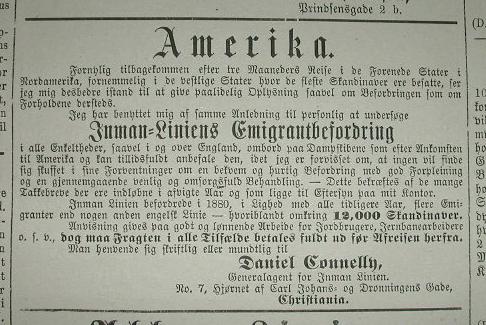 Prindsensgade 2 b.
Amerika.
Fornylig tilbagekommen efter tre Maaneders Reise i de Forenede Stater i
Nordamerika, fornemmelig i de vestlige Stater hvor de fleste Skandinaver ere bosatte, ser
jeg mig desbedre istand til at give paalidelig Oplysning saavel om Befordringen som om
Forholdene dersteds.
Jeg har benyttet mig af samme Anledning til personlig at undersøge
Inman-Liniens Emigrantbefordring
i alle Enkeltheder, saavel i og over England, ombord paa Dampskibene som efter Ankomsten
til Amerika og kan tillidsfuldt anbefale den, idet jeg er forvisset om, at ingen vil finde
sig skuffet i sine Forventninger om en bekvem og hurtig Befordring med god Forpleining
og en gjennemgaaende venlig og omsorgsfuld Behandling. — Dette bekræftes af de mange
Takkebreve der ere indløbne i afvigte Aar og som ligge til Eftersyn paa mit Kontor.
Inman Linien befordrede i 1880, i Lighed med alle tidligere Aar, flere Emi-
granter end nogen anden engelsk Linie — hvoriblandt omkring 12,000 Skandinaver.
Anvisning gives paa godt og lønnende Arbeide for Jordbrugere, Jernbanearbeidere
o. s. v., dog maa Fragten i alle Tilfælde betales fuldt ud før Afreisen herfra.
Man henvende sig skriftlig eller mundtlig til
Daniel Connelly,
Generalagent for Inman Linien.
No. 7, Hjørnet af Carl Johans- og Dronningens Gade,
Christiania.